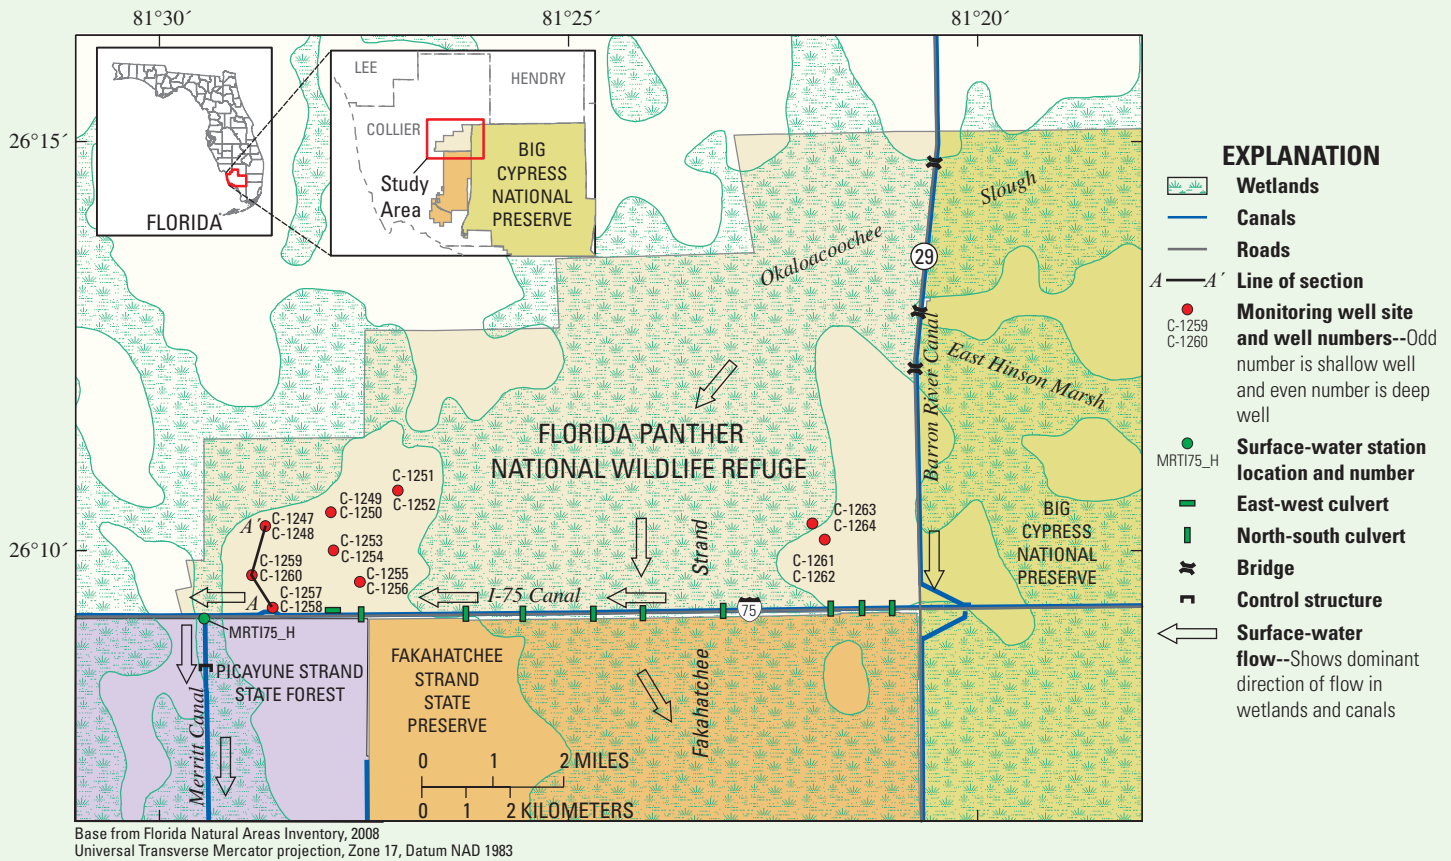 81°30′
81°25′
81°20′
26°15′
26°10′
FLORIDA
LEE
HENDRY
COLLIER
Study
Area
BIG
CYPRESS
NATIONAL
PRESERVE
Okaloacoochee
Slough
29
Barron River Canal
East Hinson Marsh
FLORIDA PANTHER
NATIONAL WILDLIFE REFUGE
C-1251
C-1252
C-1249
C-1250
A
C-1247
C-1248
C-1253
C-1254
C-1259
C-1260
C-1255
C-1256
C-1257
A′
C-1258
C-1263
C-1264
C-1261
C-1262
Strand
I-75 Canal
75
BIG
CYPRESS
NATIONAL
PRESERVE
MRTI75_H
PICAYUNE STRAND
STATE FOREST
Merritt Canal
FAKAHATCHEE
STRAND
STATE
PRESERVE
Fakahatchee
0 1 2 MILES
0 1 2 KILOMETERS
Base from Florida Natural Areas Inventory, 2008
Universal Transverse Mercator projection, Zone 17, Datum NAD 1983
EXPLANATION
Wetlands
Canals
Roads
A A′ Line of section
C-1259
C-1260
Monitoring well site
and well numbers--Odd
number is shallow well
and even number is deep
well
MRTI75_H
Surface-water station
location and number
East-west culvert
North-south culvert
Bridge
Control structure
Surface-water
flow--Shows dominant
direction of flow in
wetlands and canals